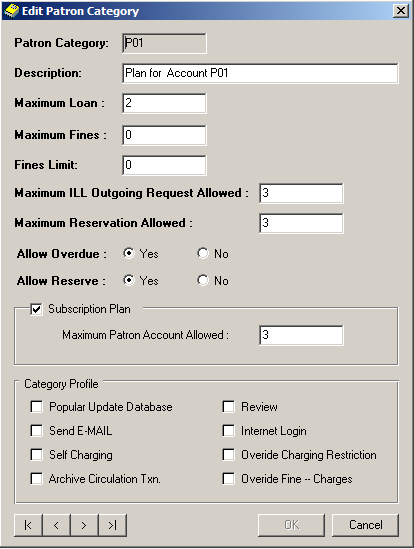 Edit Patron Category
Patron Category: P01
Description: Plan for Account P01
Maximum Loan : 2
Maximum Fines : 0
Fines Limit: 0
Maximum ILL Outgoing Request Allowed : 3
Maximum Reservation Allowed : 3
Allow Overdue : Yes No
Allow Reserve : Yes No
Subscription Plan
Maximum Patron Account Allowed : 3
Category Profile
Popular Update Database Review
Send E-MAIL Internet Login
Self Charging Overide Charging Restriction
Archive Circulation Txn. Overide Fine -- Charges
OK Cancel